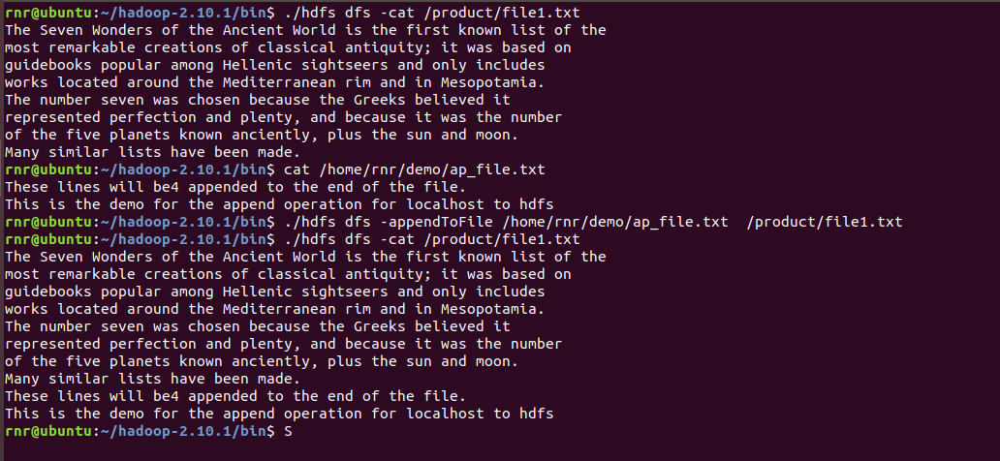 rnr@ubuntu:~/hadoop-2.10.1/bin$ ./hdfs dfs -cat /product/file1.txt
The Seven Wonders of the Ancient World is the first known list of the
most remarkable creations of classical antiquity; it was based on
guidebooks popular among Hellenic sightseers and only includes
works located around the Mediterranean rim and in Mesopotamia.
The number seven was chosen because the Greeks believed it
represented perfection and plenty, and because it was the number
of the five planets known anciently, plus the sun and moon.
Many similar lists have been made.
rnr@ubuntu:~/hadoop-2.10.1/bin$ cat /home/rnr/demo/ap_file.txt
These lines will be4 appended to the end of the file.
This is the demo for the append operation for localhost to hdfs
rnr@ubuntu:~/hadoop-2.10.1/bin$ ./hdfs dfs -appendToFile /home/rnr/demo/ap_file.txt  /product/file1.txt
rnr@ubuntu:~/hadoop-2.10.1/bin$ ./hdfs dfs -cat /product/file1.txt
The Seven Wonders of the Ancient World is the first known list of the
most remarkable creations of classical antiquity; it was based on
guidebooks popular among Hellenic sightseers and only includes
works located around the Mediterranean rim and in Mesopotamia.
The number seven was chosen because the Greeks believed it
represented perfection and plenty, and because it was the number
of the five planets known anciently, plus the sun and moon.
Many similar lists have been made.
These lines will be4 appended to the end of the file.
This is the demo for the append operation for localhost to hdfs
rnr@ubuntu:~/hadoop-2.10.1/bin$ S